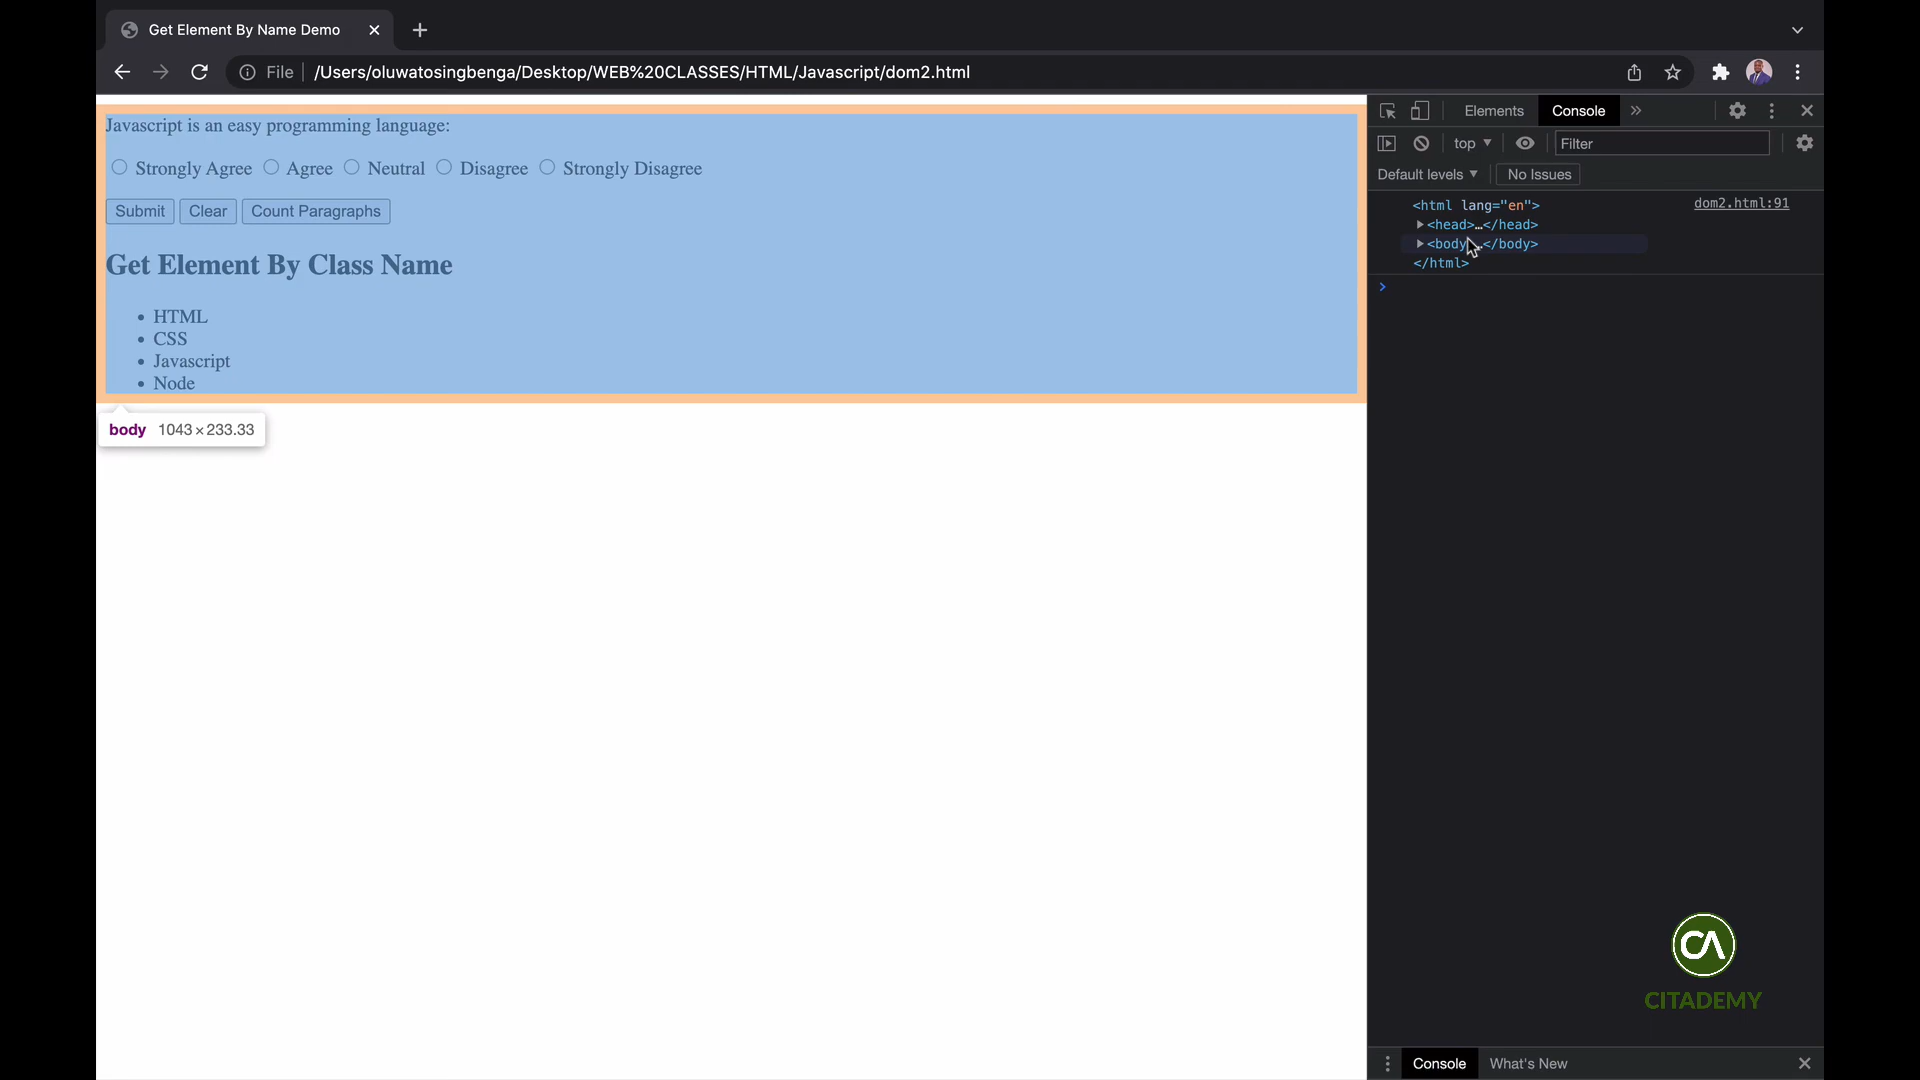 Get Element By Name Demo
File /Users/oluwatosingbenga/Desktop/WEB%20CLASSES/HTML/Javascript/dom2.html
Javascript is an easy programming language:
Strongly Agree Agree Neutral Disagree Strongly Disagree
Submit Clear Count Paragraphs
Get Element By Class Name
• HTML
• CSS
• Javascript
• Node
body 1043×233.33
Elements Console
top Filter
Default levels No Issues
<html lang="en"> dom2.html:91
<head>…</head>
<body>…</body>
</html>
CA
CITADEMY
Console What's New